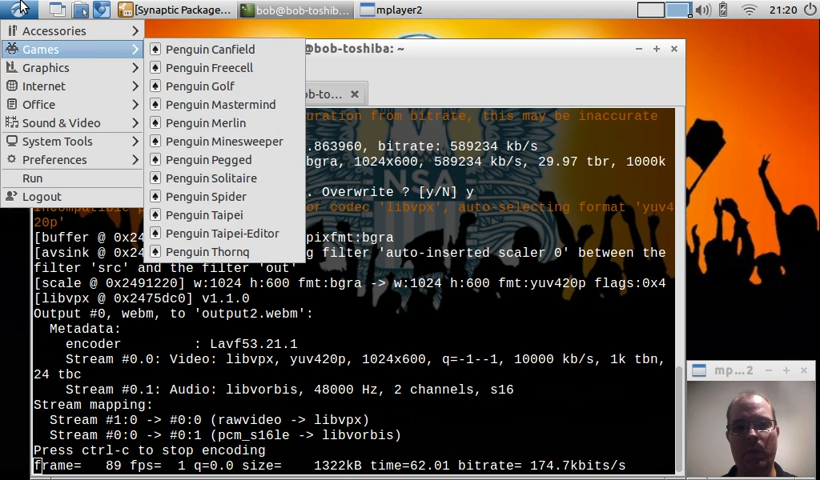 [Synaptic Package...
bob@bob-toshiba: ~
mplayer2
21:20
Accessories
Games
Graphics
Internet
Office
Sound & Video
System Tools
Preferences
Run
Logout
Penguin Canfield
Penguin Freecell
Penguin Golf
Penguin Mastermind
Penguin Merlin
Penguin Minesweeper
Penguin Pegged
Penguin Solitaire
Penguin Spider
Penguin Taipei
Penguin Taipei-Editor
Penguin Thornq
@bob-toshiba: ~
ob-to...
uration from bitrate, this may be inaccurate
.863960, bitrate: 589234 kb/s
bgra, 1024x600, 589234 kb/s, 29.97 tbr, 1000k
. Overwrite ? [y/N] y
or codec 'libvpx', auto-selecting format 'yuv4
20p'
[buffer @ 0x24
pixfmt:bgra
[avsink @ 0x24
ing filter 'auto-inserted scaler 0' between the
filter 'src' and the filter 'out'
[scale @ 0x2491220] w:1024 h:600 fmt:bgra -> w:1024 h:600 fmt:yuv420p flags:0x4
[libvpx @ 0x2475dc0] v1.1.0
Output #0, webm, to 'output2.webm':
Metadata:
encoder : Lavf53.21.1
Stream #0.0: Video: libvpx, yuv420p, 1024x600, q=-1--1, 10000 kb/s, 1k tbn,
24 tbc
Stream #0.1: Audio: libvorbis, 48000 Hz, 2 channels, s16
Stream mapping:
Stream #1:0 -> #0:0 (rawvideo -> libvpx)
Stream #0:0 -> #0:1 (pcm_s16le -> libvorbis)
Press ctrl-c to stop encoding
frame= 89 fps= 1 q=0.0 size= 1322kB time=62.01 bitrate= 174.7kbits/s
NSA
mp...2